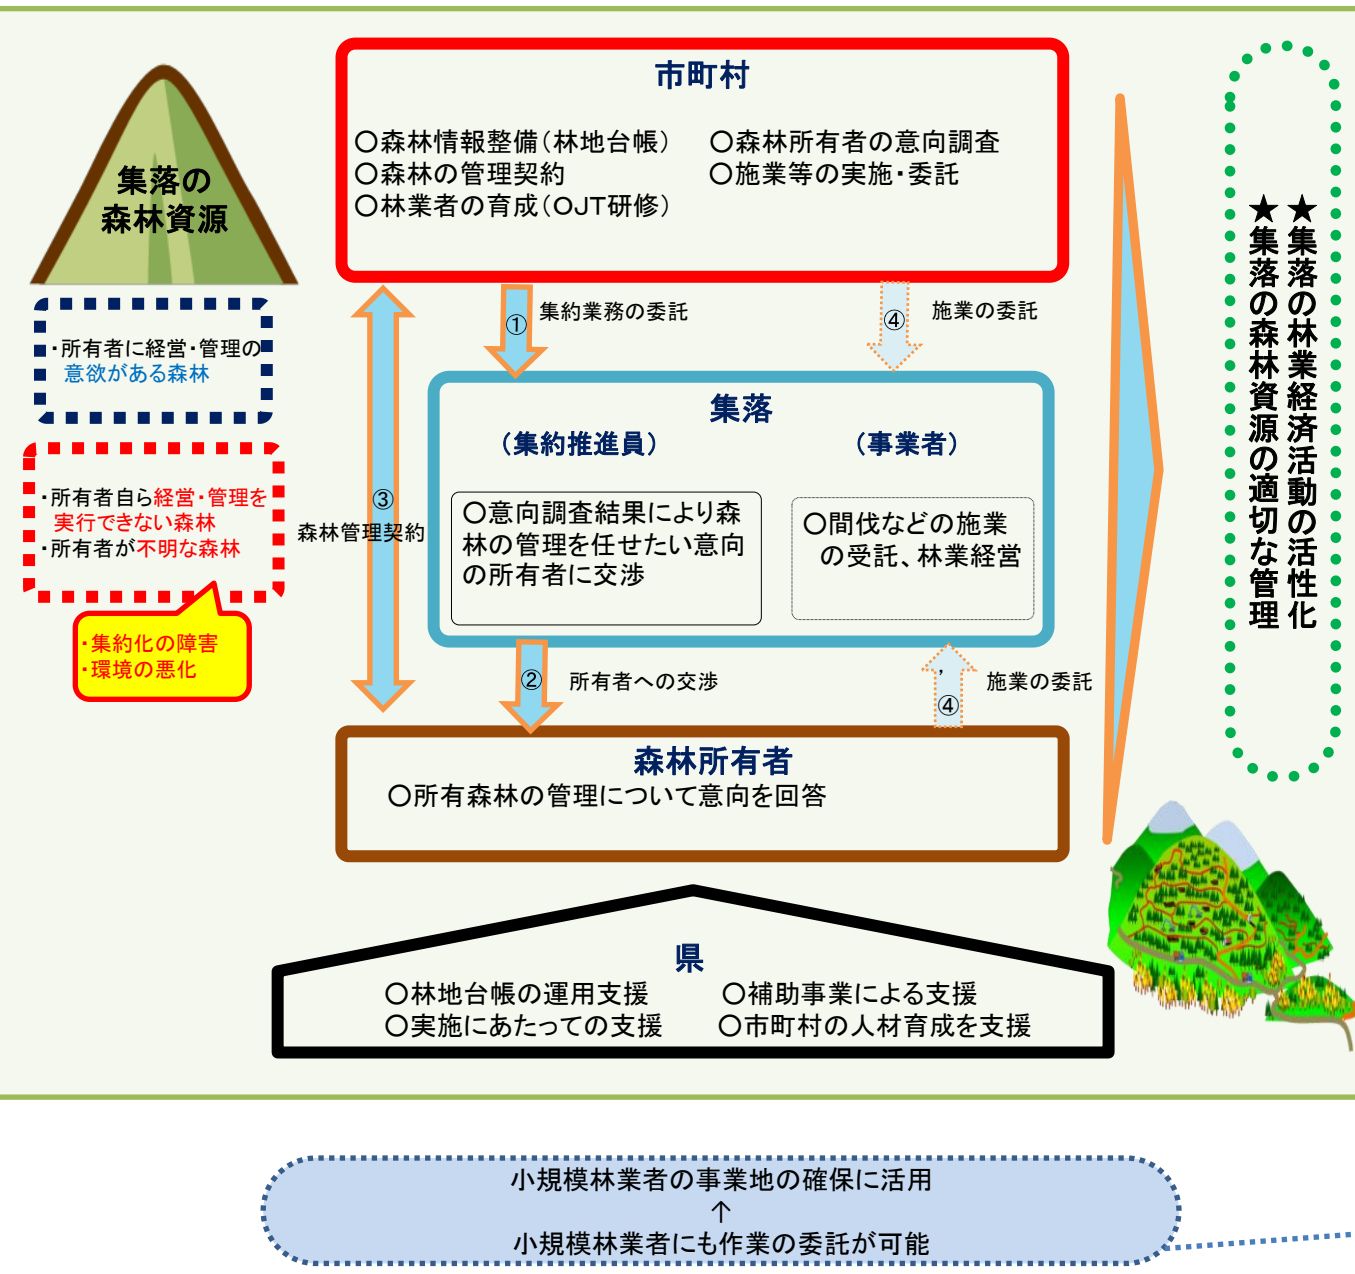 市町村
○森林情報整備(林地台帳)
○森林所有者の意向調査
○森林の管理契約
○施業等の実施・委託
○林業者の育成(OJT研修)
集落の
森林資源
・所有者に経営・管理の
意欲がある森林
・所有者自ら経営・管理を
実行できない森林
・所有者が不明な森林
・集約化の障害
・環境の悪化
①
集約業務の委託
④
施業の委託
③
森林管理契約
集落
(集約推進員)
(事業者)
○意向調査結果により森
林の管理を任せたい意向
の所有者に交渉
○間伐などの施業
の受託、林業経営
②
所有者への交渉
,
④
施業の委託
森林所有者
○所有森林の管理について意向を回答
県
○林地台帳の運用支援
○補助事業による支援
○実施にあたっての支援
○市町村の人材育成を支援
★集落の林業経済活動の活性化
★集落の森林資源の適切な管理
小規模林業者の事業地の確保に活用
↑
小規模林業者にも作業の委託が可能